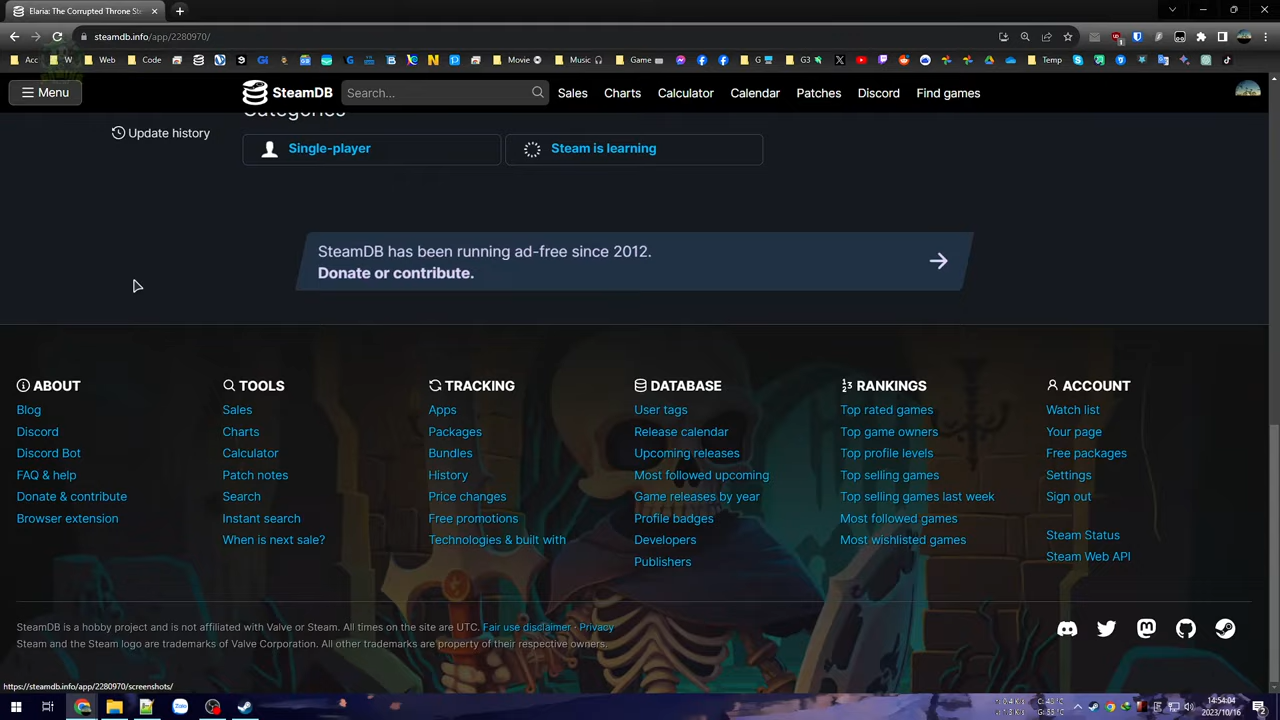 Elaria: The Corrupted Throne St
steamdb.info/app/2280970/
Acc
W
Web
Cod
Movie
Music
Game
G3
Temp
Menu
SteamDB
Search...
Sales
Charts
Calculator
Calendar
Patches
Discord
Find games
Categories
Update history
Single-player
Steam is learning
SteamDB has been running ad-free since 2012.
Donate or contribute.
ABOUT
Blog
Discord
Discord Bot
FAQ & help
Donate & contribute
Browser extension
TOOLS
Sales
Charts
Calculator
Patch notes
Search
Instant search
When is next sale?
TRACKING
Apps
Packages
Bundles
History
Price changes
Free promotions
Technologies & built with
DATABASE
User tags
Release calendar
Upcoming releases
Most followed upcoming
Game releases by year
Profile badges
Developers
Publishers
RANKINGS
Top rated games
Top game owners
Top profile levels
Top selling games
Top selling games last week
Most followed games
Most wishlisted games
ACCOUNT
Watch list
Your page
Free packages
Settings
Sign out
Steam Status
Steam Web API
SteamDB is a hobby project and is not affiliated with Valve or Steam. All times on the site are UTC. Fair use disclaimer · Privacy
Steam and the Steam logo are trademarks of Valve Corporation. All other trademarks are property of their respective owners.
https://steamdb.info/app/2280970/screenshots/
Zalo
14:54:04
2023/10/16